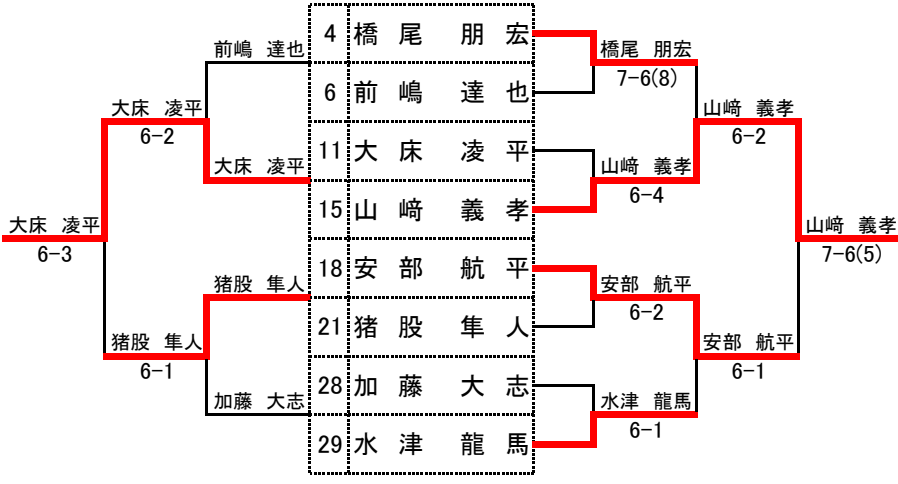 4 橋尾 朋宏
6 前嶋 達也
11 大床 凌平
15 山﨑 義孝
18 安部 航平
21 猪股 隼人
28 加藤 大志
29 水津 龍馬
前嶋 達也
大床 凌平
6-2
大床 凌平
大床 凌平
6-3
猪股 隼人
猪股 隼人
6-1
加藤 大志
橋尾 朋宏
7-6(8)
山﨑 義孝
6-2
山﨑 義孝
6-4
山﨑 義孝
7-6(5)
安部 航平
6-2
安部 航平
6-1
水津 龍馬
6-1